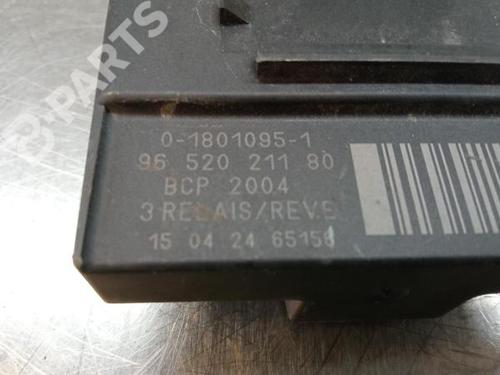 B-PARTS
0-1801095-1
96 520 211 80
BCP 2004
3 RELAIS/REV.B
15 04 24 65158